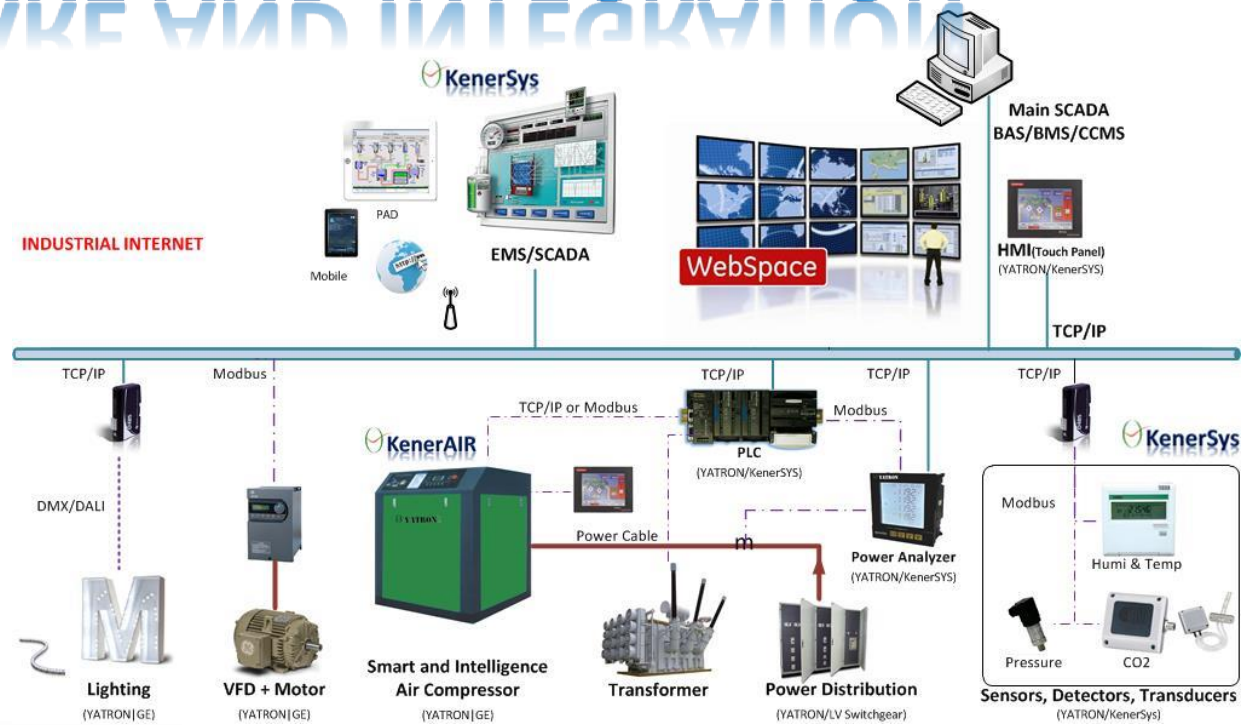 KenerSys
Main SCADA
BAS/BMS/CCMS
PAD
INDUSTRIAL INTERNET
Mobile
http://
EMS/SCADA
WebSpace
HMI(Touch Panel)
(YATRON/KenerSYS)
TCP/IP
TCP/IP
Modbus
TCP/IP
TCP/IP
TCP/IP
TCP/IP or Modbus
Modbus
KenerAIR
KenerSys
PLC
(YATRON/KenerSYS)
DMX/DALI
YATRON
YATRON
Modbus
Power Cable
m
Power Analyzer
(YATRON/KenerSYS)
Humi & Temp
M
Pressure
CO2
Lighting
(YATRON|GE)
VFD + Motor
(YATRON|GE)
Smart and Intelligence
Air Compressor
(YATRON|GE)
Transformer
Power Distribution
(YATRON/LV Switchgear)
Sensors, Detectors, Transducers
(YATRON/KenerSys)